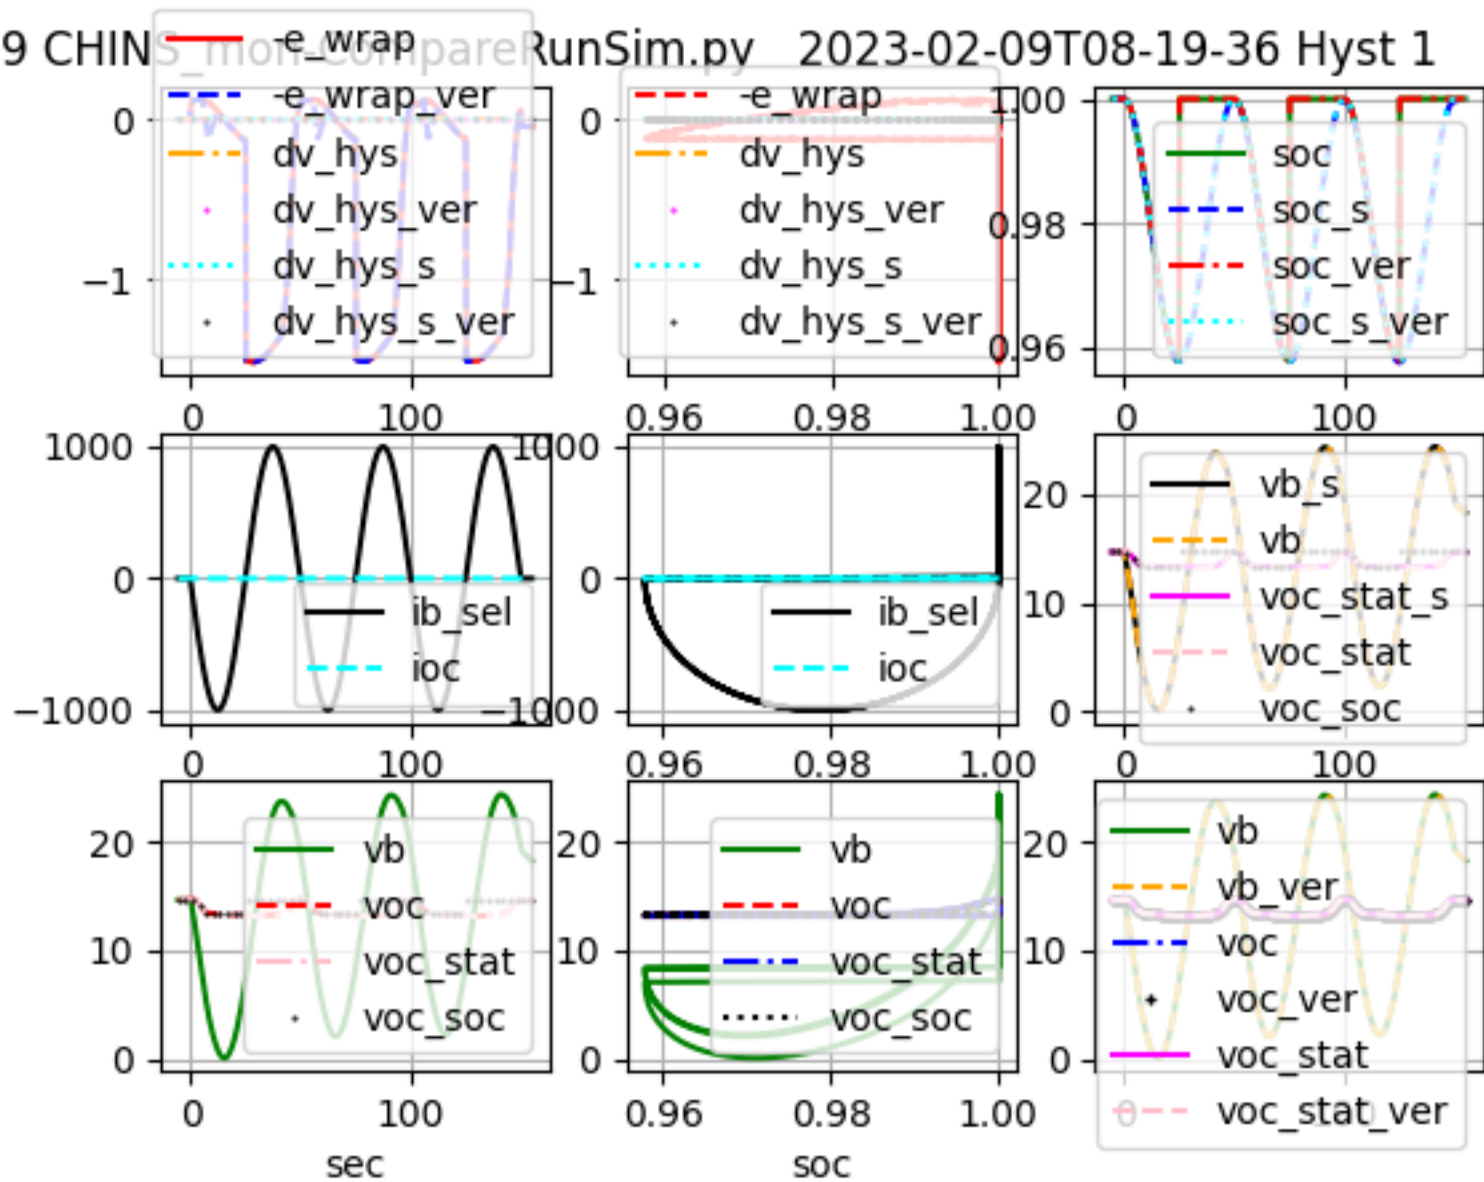 9 CHINS_mon-CompareRunSim.py 2023-02-09T08-19-36 Hyst 1
-e_wrap
-e_wrap_ver
dv_hys
dv_hys_ver
dv_hys_s
dv_hys_s_ver
0
−1
0
100
-e_wrap
dv_hys
dv_hys_ver
dv_hys_s
dv_hys_s_ver
0
−1
0.96
0.98
1.00
soc
soc_s
soc_ver
soc_s_ver
1.00
0.98
0.96
0
100
1000
0
−1000
ib_sel
ioc
0
100
1000
0
−1000
ib_sel
ioc
0.96
0.98
1.00
20
10
0
vb_s
vb
voc_stat_s
voc_stat
voc_soc
0
100
20
10
0
vb
voc
voc_stat
voc_soc
0
100
sec
20
10
0
vb
voc
voc_stat
voc_soc
0.96
0.98
1.00
soc
20
10
0
vb
vb_ver
voc
voc_ver
voc_stat
voc_stat_ver
0